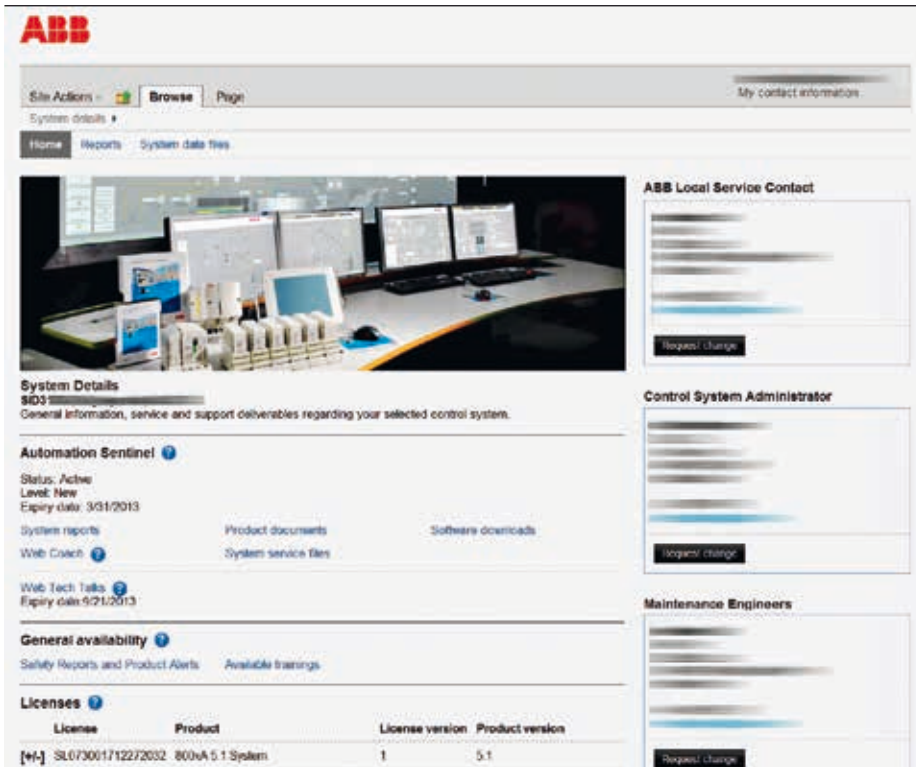 ABB
Site Actions
Browse
Page
My contact information
System details
Home
Reports
System data files
ABB Local Service Contact
Request change
System Details
General information, service and support deliverables regarding your selected control system.
Control System Administrator
Automation Sentinel
Status: Active
Level: New
Expiry date: 3/31/2013
System reports
Product documents
Software downloads
Web Coach
System service files
Request change
Web Tech Talks
Expiry date:9/21/2013
Maintenance Engineers
General availability
Safety Reports and Product Alerts
Available trainings
Licenses
License Product License version Product version
[+/-] SL073001712272032 800xA 5.1 System 1 5.1
Request change